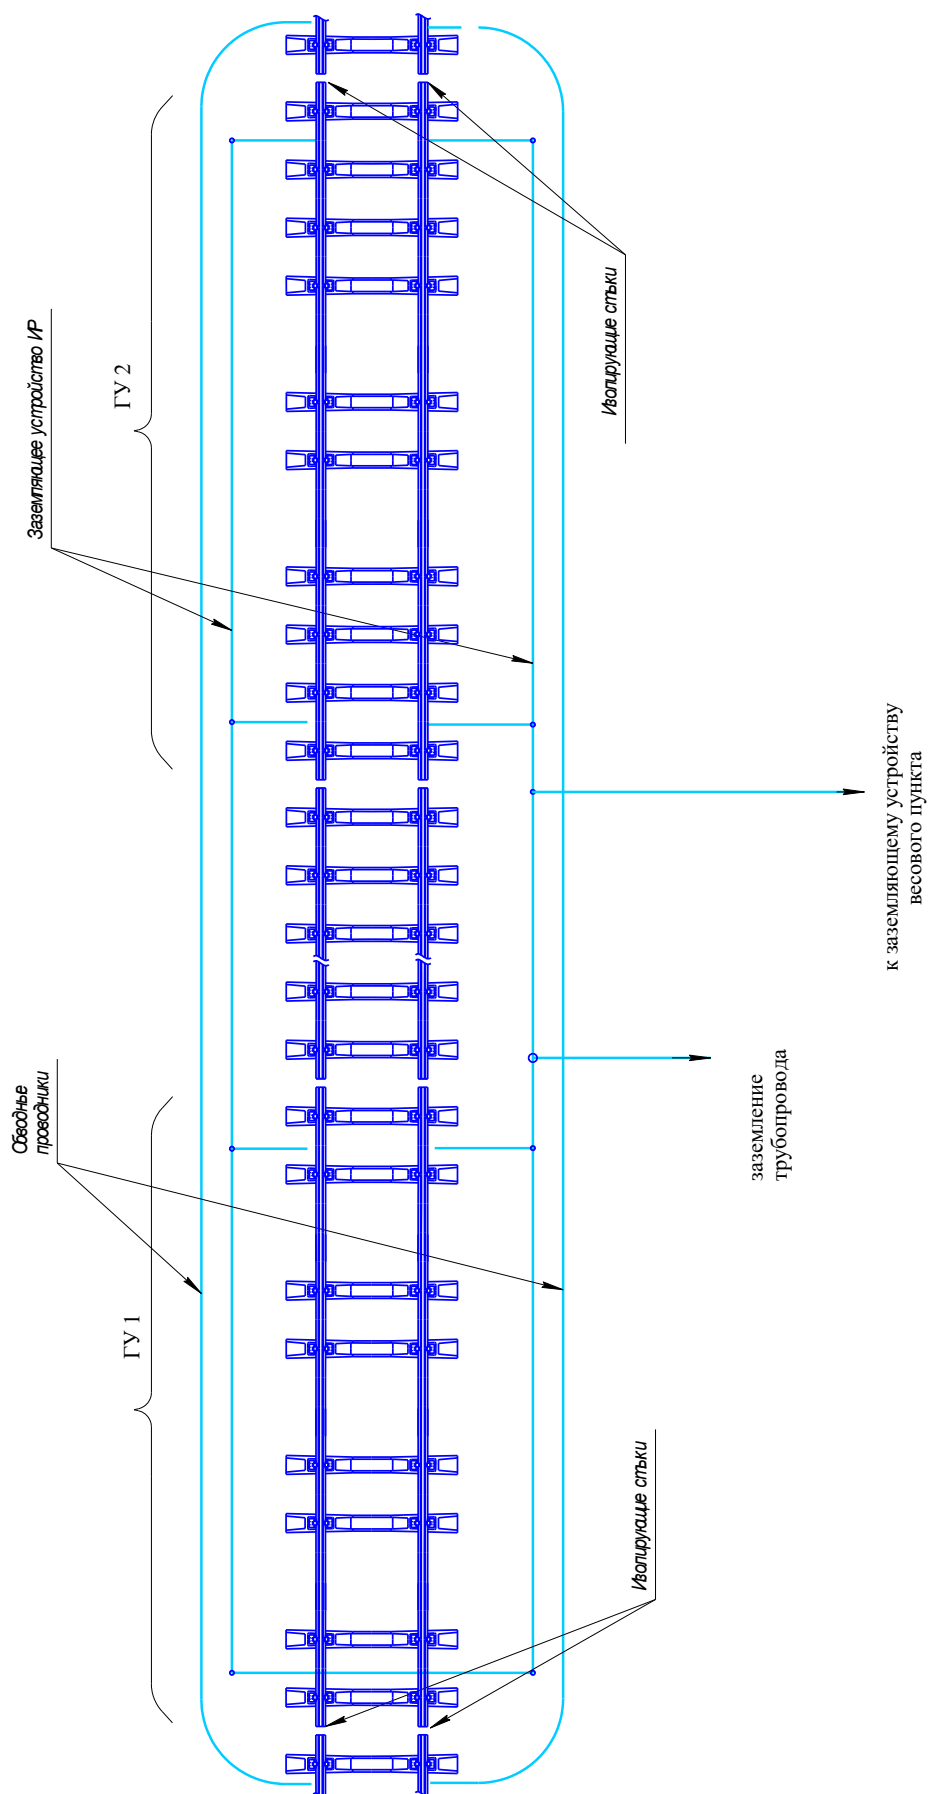 Заземляющее устройство ИР
ГУ 2
Изолирующие стыки
к заземляющему устройству
весового пункта
Обводные
проводники
заземление
трубопровода
ГУ 1
Изолирующие стыки